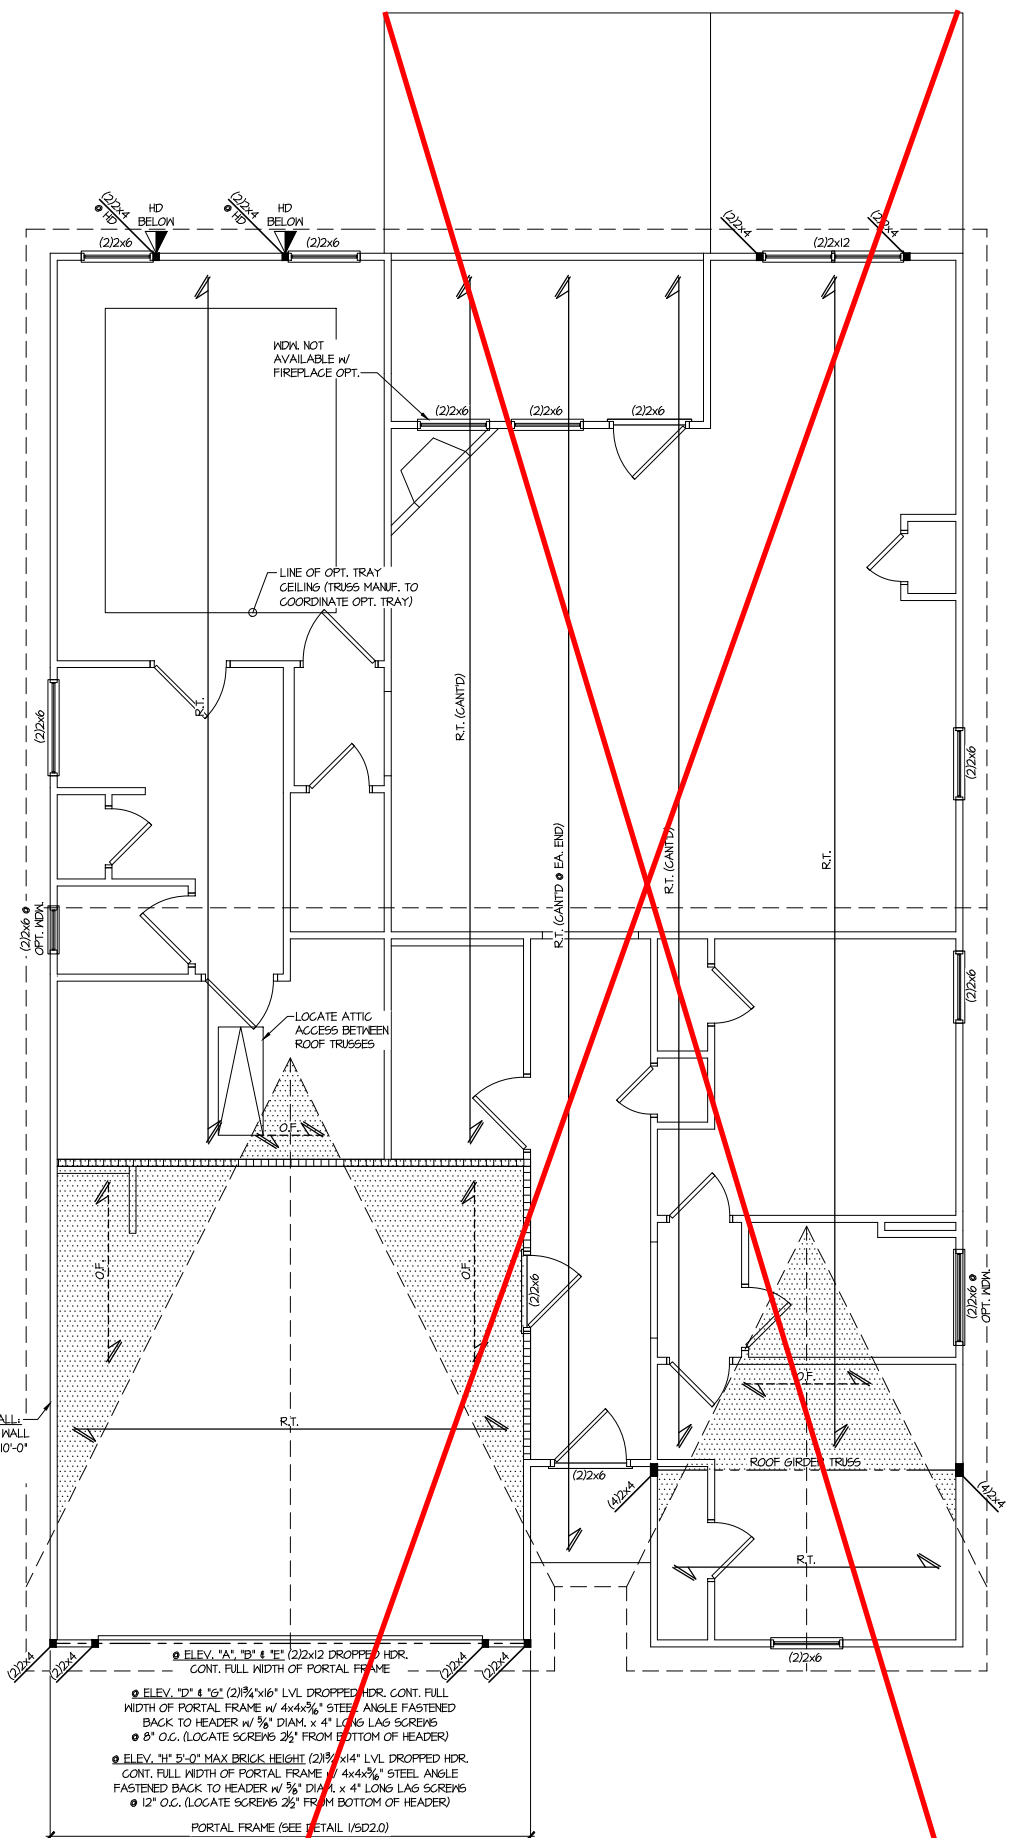 (2)2x4
@ HD
HD
BELOW
(2)2x4
@ HD
HD
BELOW
(2)2x4
(2)2x4
(2)2x6
(2)2x6
(2)2x12
WDW. NOT
AVAILABLE w/
FIREPLACE OPT.
(2)2x6
(2)2x6
(2)2x6
LINE OF OPT. TRAY
CEILING (TRUSS MANUF. TO
COORDINATE OPT. TRAY)
R.T.
R.T. (CANT'D)
(2)2x6
(2)2x6
R.T. (CANT'D @ EA. END)
R.T. (CANT'D)
R.T.
(2)2x6 @
OPT. WDW.
(2)2x6
LOCATE ATTIC
ACCESS BETWEEN
ROOF TRUSSES
O.F.
O.F.
O.F.
(2)2x6
(2)2x6 @
OPT. WDW.
O.F.
ALL:
WALL
10'-0"
R.T.
ROOF GIRDER TRUSS
(2)2x6
(4)2x4
(4)2x4
R.T.
(2)2x4
(2)2x4
(2)2x4
(2)2x4
(2)2x6
@ ELEV. "A", "B" & "E" (2)2x12 DROPPED HDR.
CONT. FULL WIDTH OF PORTAL FRAME
@ ELEV. "D" & "G" (2)1¾"x16" LVL DROPPED HDR. CONT. FULL
WIDTH OF PORTAL FRAME w/ 4x4x5/16" STEEL ANGLE FASTENED
BACK TO HEADER w/ 5/8" DIAM. x 4" LONG LAG SCREWS
@ 8" O.C. (LOCATE SCREWS 2½" FROM BOTTOM OF HEADER)
@ ELEV. "H" 5'-0" MAX BRICK HEIGHT (2)1¾"x14" LVL DROPPED HDR.
CONT. FULL WIDTH OF PORTAL FRAME w/ 4x4x5/16" STEEL ANGLE
FASTENED BACK TO HEADER w/ 5/8" DIAM. x 4" LONG LAG SCREWS
@ 12" O.C. (LOCATE SCREWS 2½" FROM BOTTOM OF HEADER)
PORTAL FRAME (SEE DETAIL 1/SD2.0)